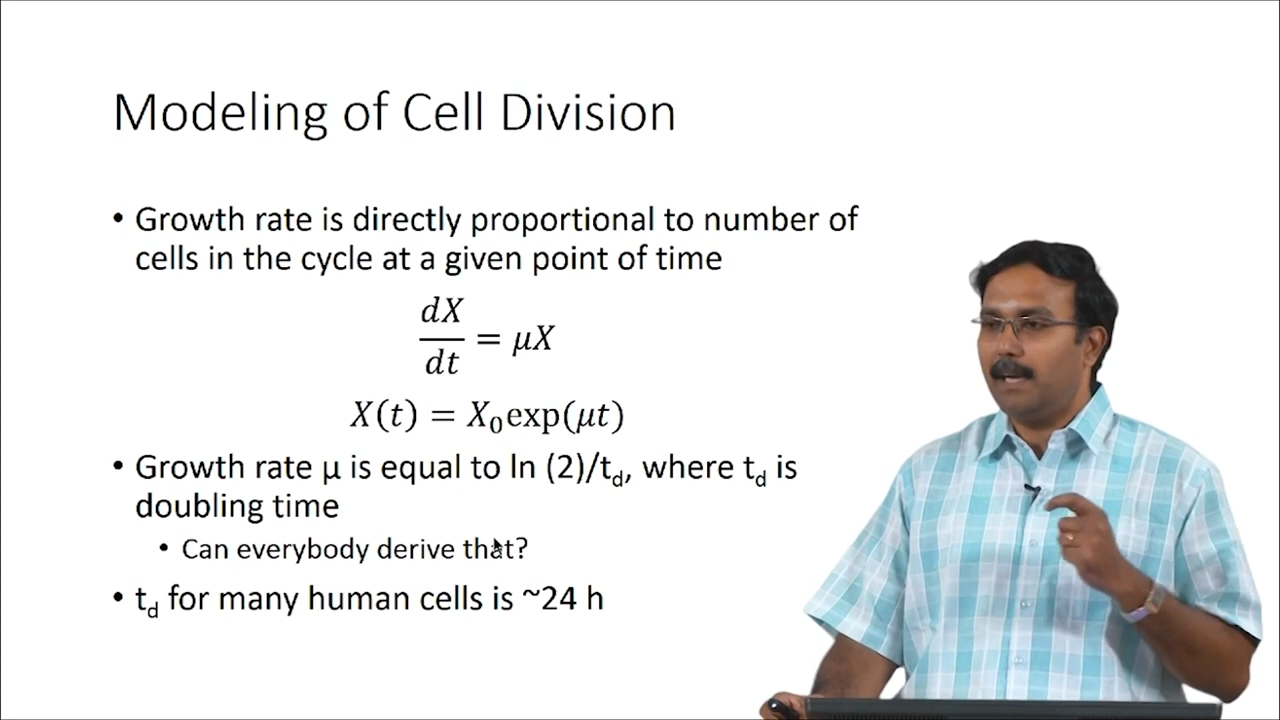 Modeling of Cell Division
• Growth rate is directly proportional to number of
cells in the cycle at a given point of time
dX/dt = μX
X(t) = X₀exp(μt)
• Growth rate μ is equal to ln (2)/t_d, where t_d is
doubling time
• Can everybody derive that?
• t_d for many human cells is ~24 h